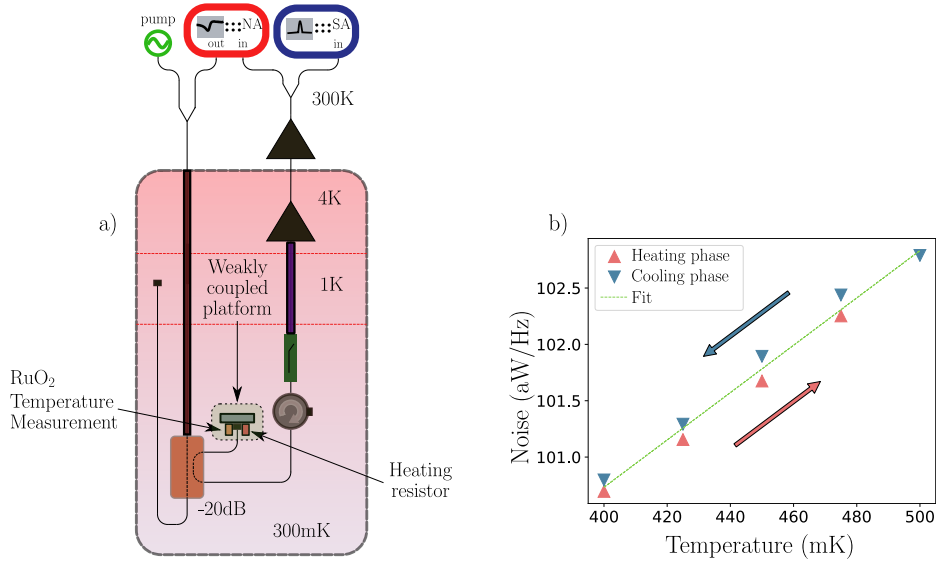 pump
NA
out in
SA
in
300K
a)
4K
1K
Weakly
coupled
platform
RuO₂
Temperature
Measurement
Heating
resistor
-20dB
300mK
b)
Heating phase
Cooling phase
Fit
Noise (aW/Hz)
102.5
102.0
101.5
101.0
400 420 440 460 480 500
Temperature (mK)